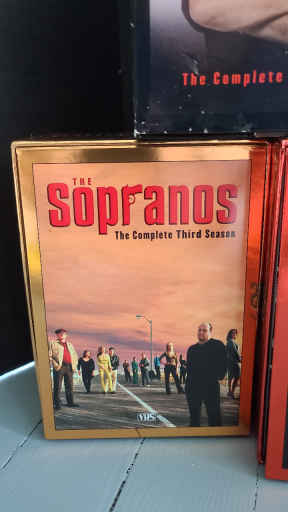 The Complete
THE
Sopranos
The Complete Third Season
VHS